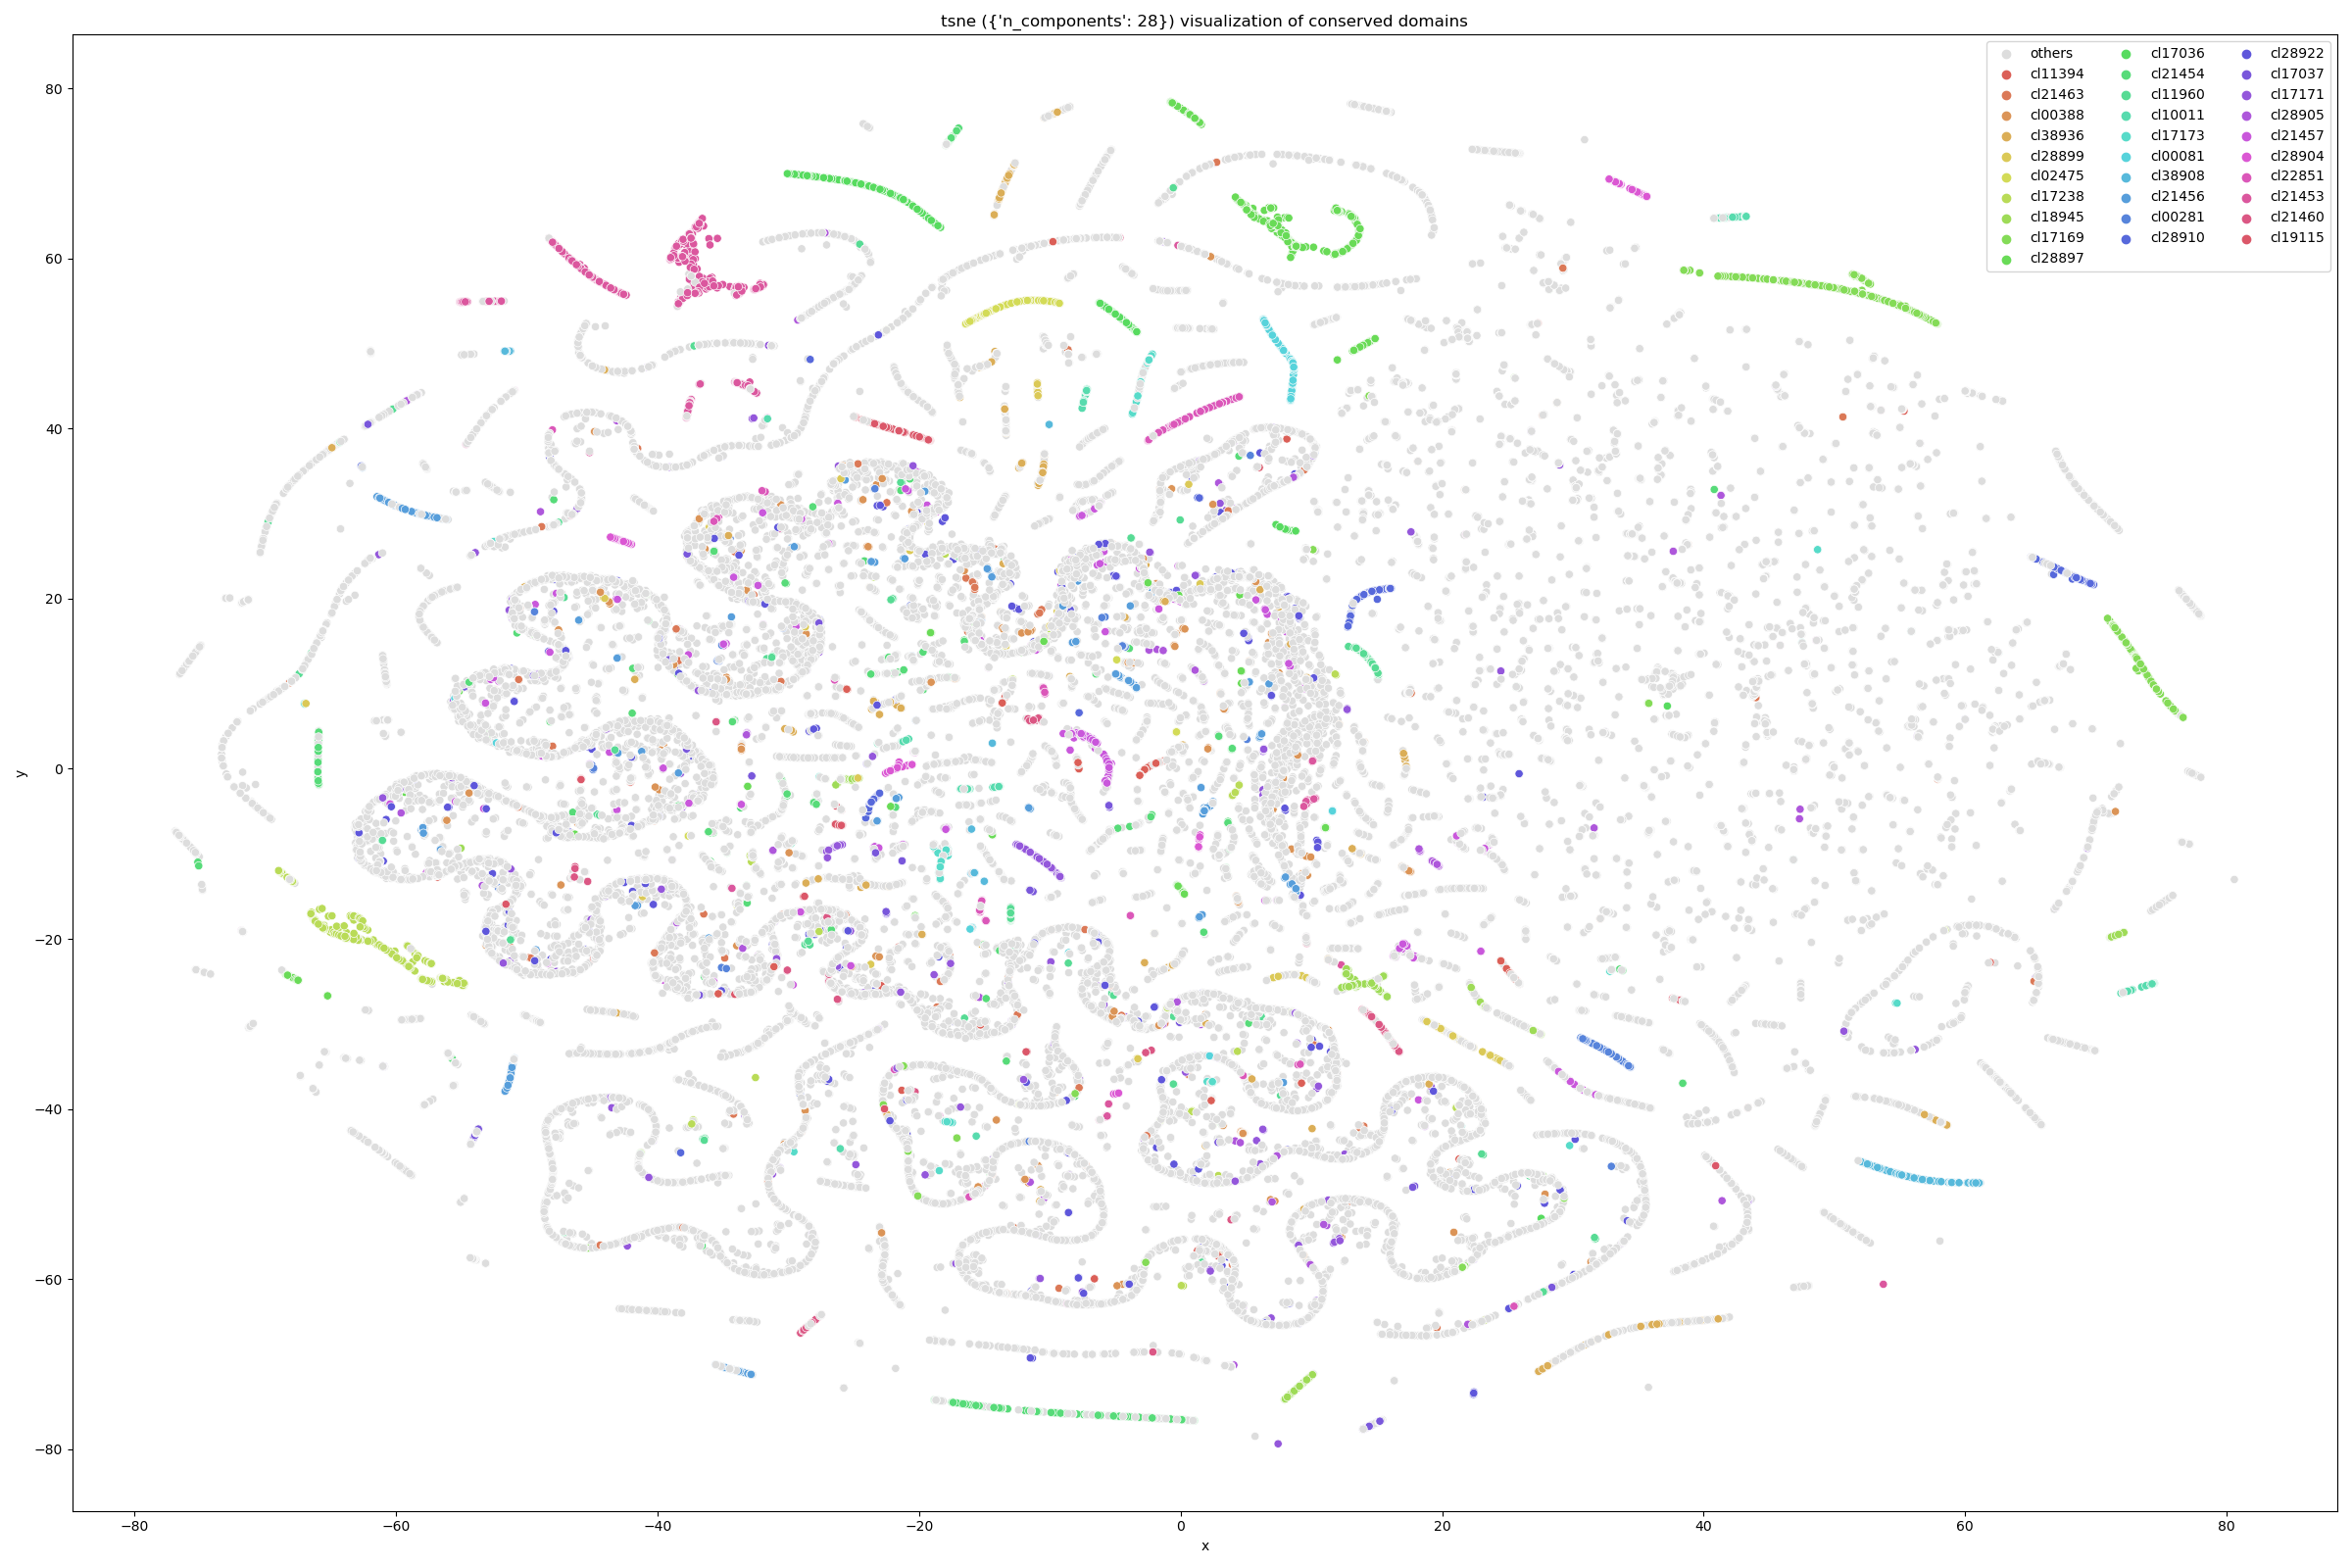 tsne ({'n_components': 28}) visualization of conserved domains
others
cl11394
cl21463
cl00388
cl38936
cl28899
cl02475
cl17238
cl18945
cl17169
cl28897
cl17036
cl21454
cl11960
cl10011
cl17173
cl00081
cl38908
cl21456
cl00281
cl28910
cl28922
cl17037
cl17171
cl28905
cl21457
cl28904
cl22851
cl21453
cl21460
cl19115
80
60
40
20
0
−20
−40
−60
−80
y
−80
−60
−40
−20
0
20
40
60
80
x